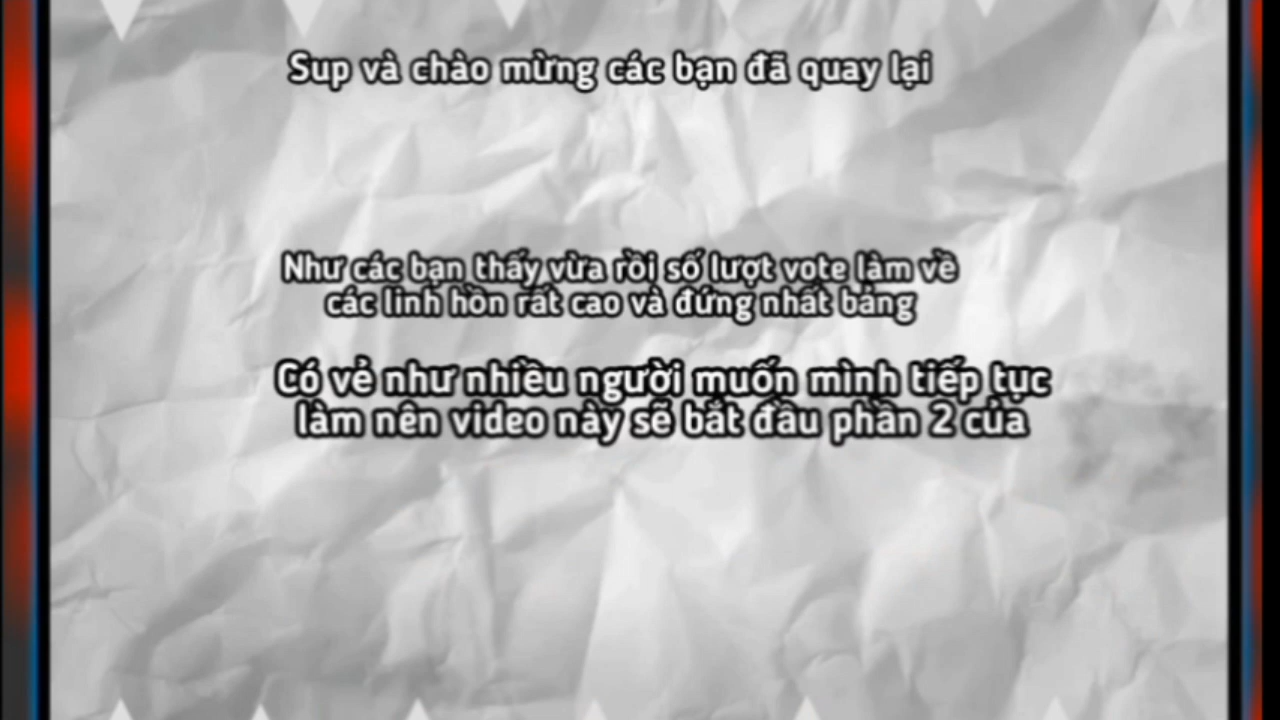 Sup và chào mừng các bạn đã quay lại
Như các bạn thấy vừa rồi số lượt vote làm về
các linh hồn rất cao và đứng nhất bảng
Có vẻ như nhiều người muốn mình tiếp tục
làm nên video này sẽ bắt đầu phần 2 của